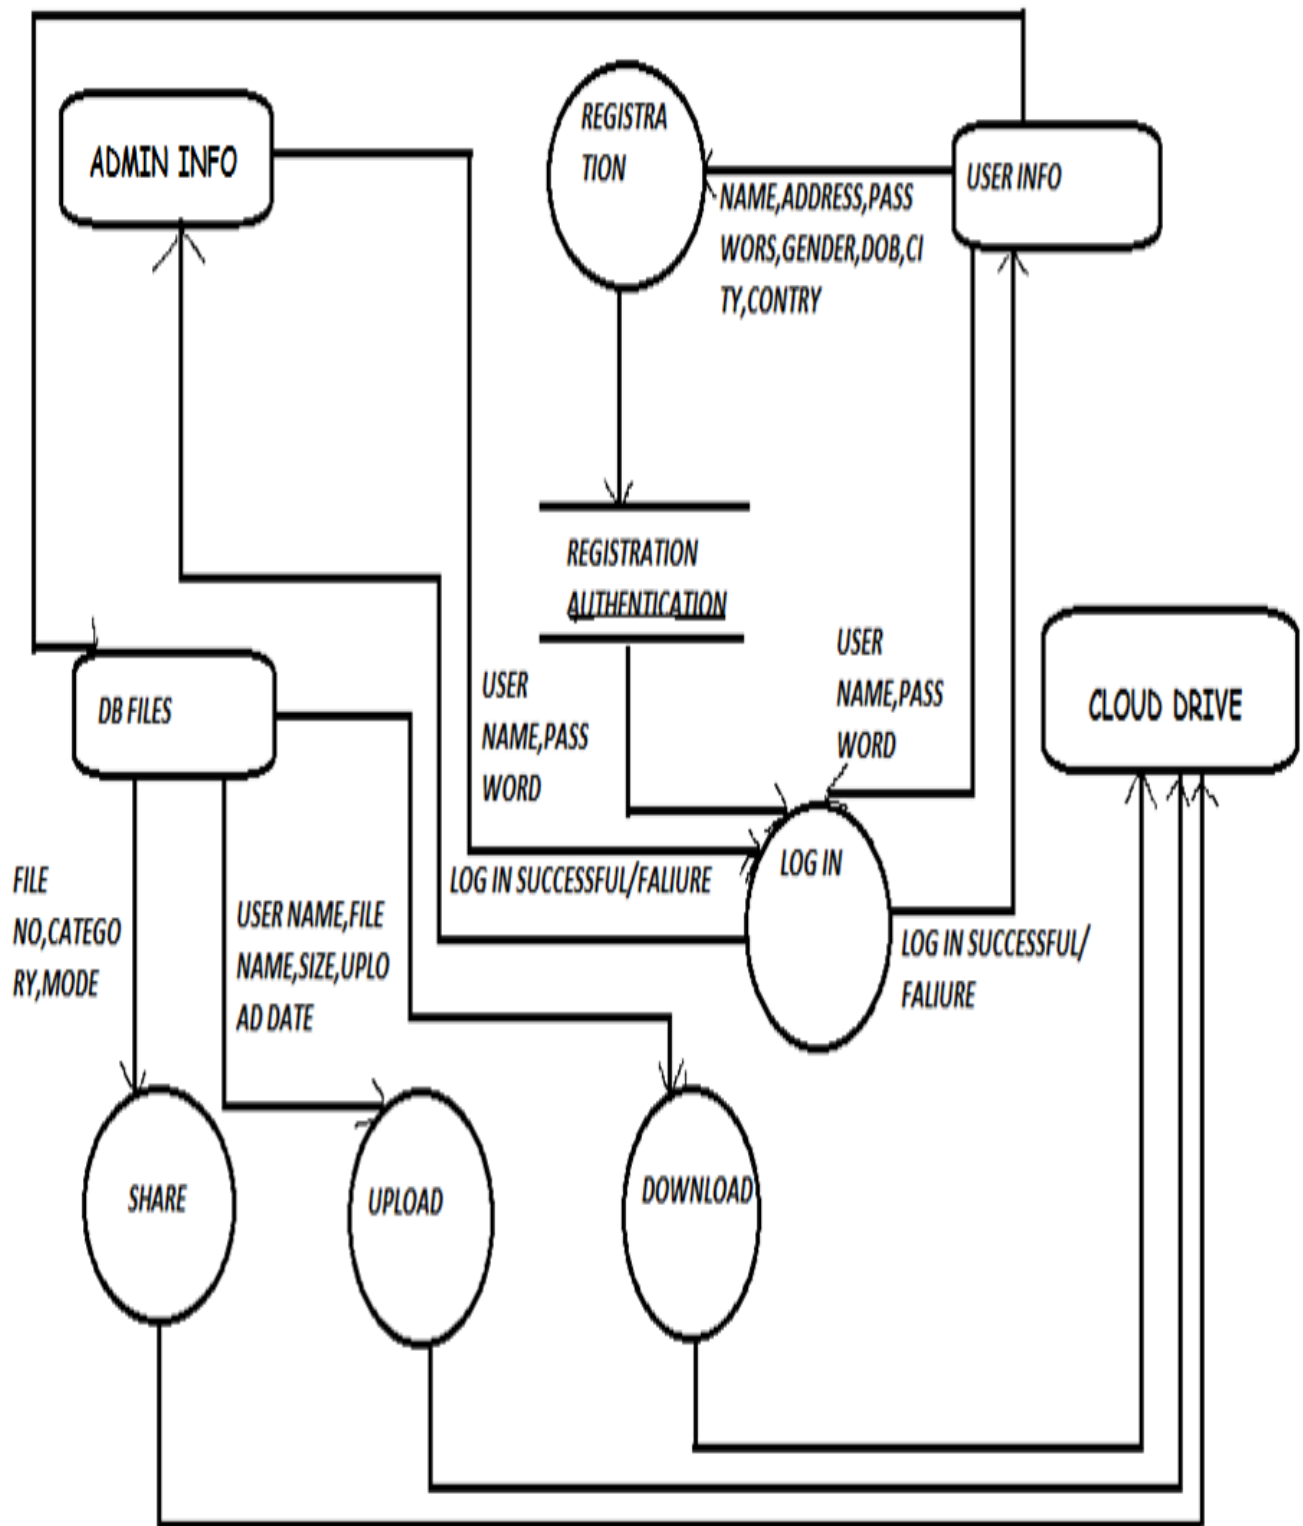 ADMIN INFO
REGISTRA
TION
USER INFO
NAME,ADDRESS,PASS
WORS,GENDER,DOB,CI
TY,CONTRY
REGISTRATION
AUTHENTICATION
USER
NAME,PASS
WORD
USER
NAME,PASS
WORD
CLOUD DRIVE
DB FILES
LOG IN
LOG IN SUCCESSFUL/FALIURE
LOG IN SUCCESSFUL/
FALIURE
FILE
NO,CATEGO
RY,MODE
USER NAME,FILE
NAME,SIZE,UPLO
AD DATE
SHARE
UPLOAD
DOWNLOAD